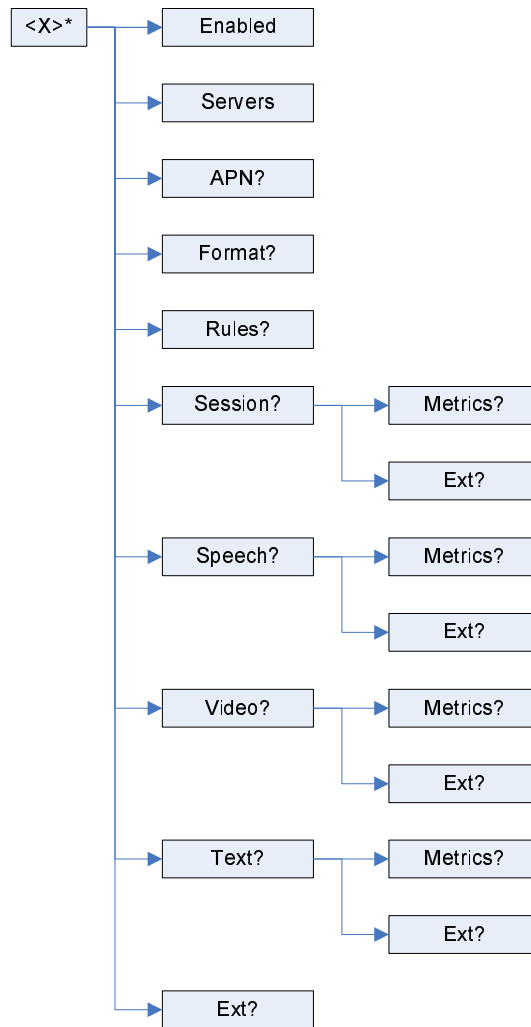 <X>*
Enabled
Servers
APN?
Format?
Rules?
Session?
Metrics?
Ext?
Speech?
Metrics?
Ext?
Video?
Metrics?
Ext?
Text?
Metrics?
Ext?
Ext?